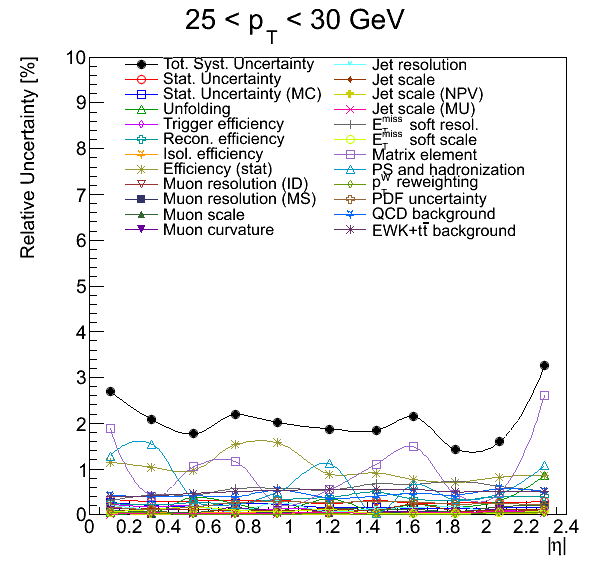 25 < p_T < 30 GeV
Relative Uncertainty [%]
10
9
8
7
6
5
4
3
2
1
0
Tot. Syst. Uncertainty
Stat. Uncertainty
Stat. Uncertainty (MC)
Unfolding
Trigger efficiency
Recon. efficiency
Isol. efficiency
Efficiency (stat)
Muon resolution (ID)
Muon resolution (MS)
Muon scale
Muon curvature
Jet resolution
Jet scale
Jet scale (NPV)
Jet scale (MU)
E_T^miss soft resol.
E_T^miss soft scale
Matrix element
PS and hadronization
p_T^W reweighting
PDF uncertainty
QCD background
EWK+tt̄ background
0 0.2 0.4 0.6 0.8 1 1.2 1.4 1.6 1.8 2 2.2 2.4
|η|